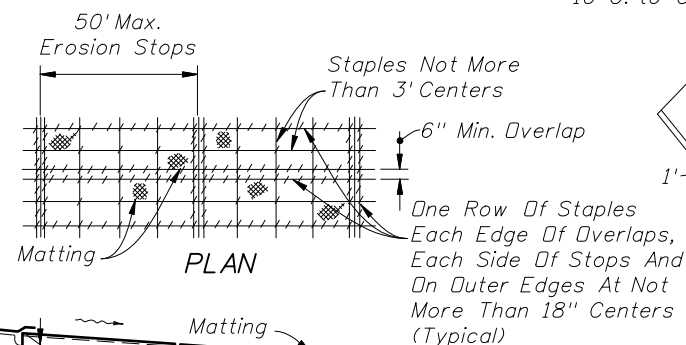 50' Max.
Erosion Stops
Staples Not More
Than 3' Centers
6" Min. Overlap
One Row Of Staples
Each Edge Of Overlaps,
Each Side Of Stops And
On Outer Edges At Not
More Than 18" Centers
(Typical)
Matting
PLAN
Matting
1'-